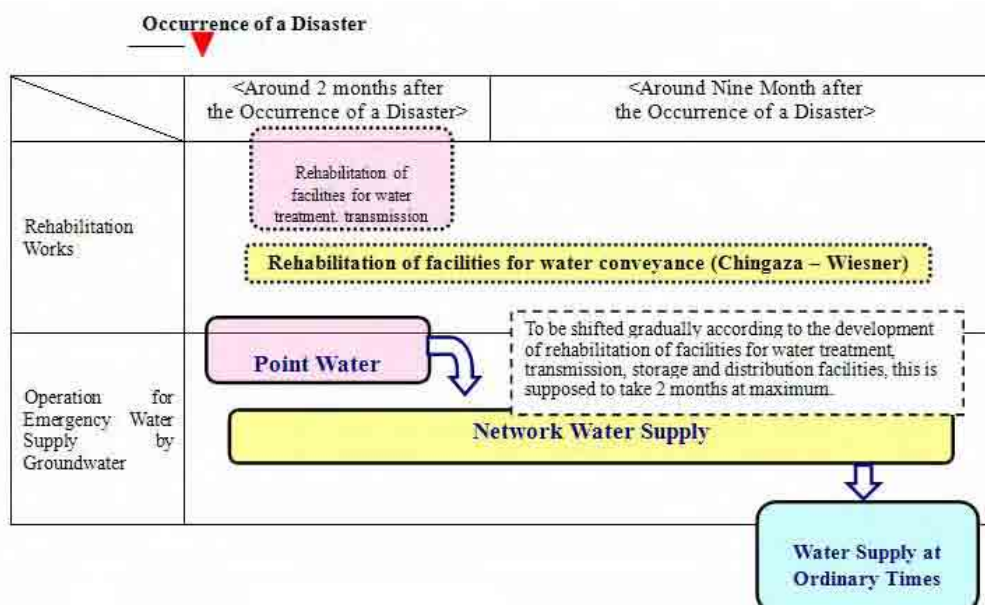 Occurrence of a Disaster
<Around 2 months after
the Occurrence of a Disaster>
<Around Nine Month after
the Occurrence of a Disaster>
Rehabilitation
Works
Rehabilitation of
facilities for water
treatment, transmission
Rehabilitation of facilities for water conveyance (Chingaza – Wiesner)
Operation for
Emergency Water
Supply by
Groundwater
Point Water
To be shifted gradually according to the development
of rehabilitation of facilities for water treatment,
transmission, storage and distribution facilities, this is
supposed to take 2 months at maximum.
Network Water Supply
Water Supply at
Ordinary Times